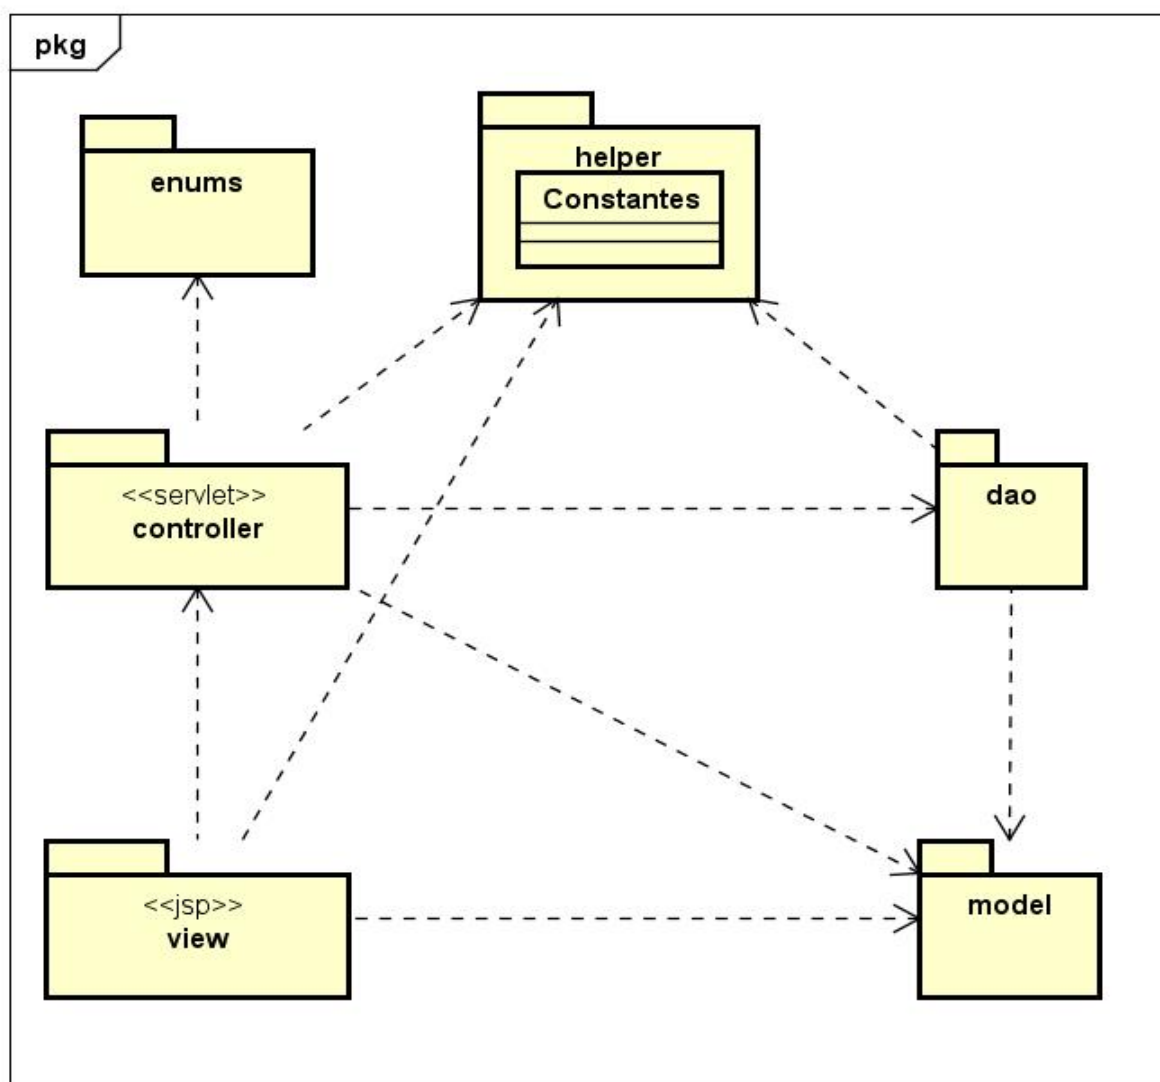 pkg
enums
helper
Constantes
<<servlet>>
controller
dao
<<jsp>>
view
model